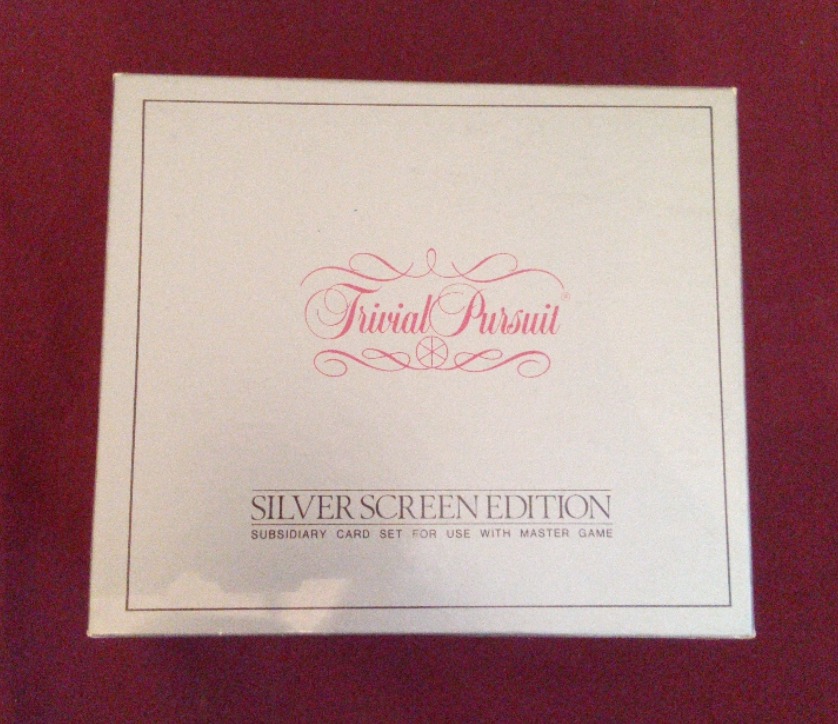 Trivial Pursuit®
SILVER SCREEN EDITION
SUBSIDIARY CARD SET FOR USE WITH MASTER GAME